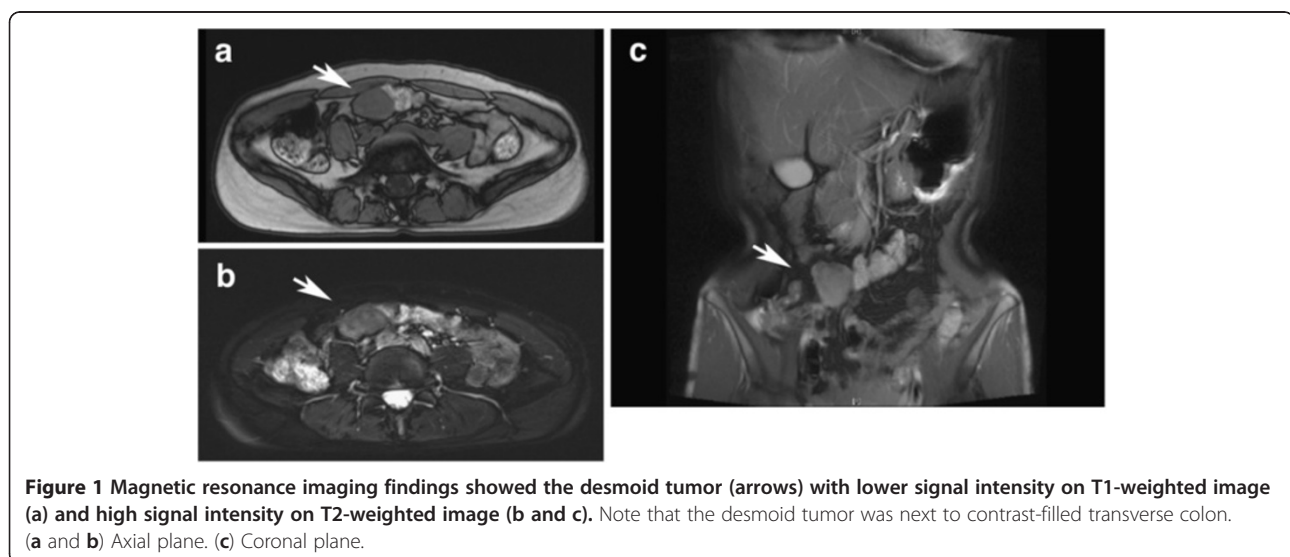 a
b
c
Figure 1 Magnetic resonance imaging findings showed the desmoid tumor (arrows) with lower signal intensity on T1-weighted image
(a) and high signal intensity on T2-weighted image (b and c). Note that the desmoid tumor was next to contrast-filled transverse colon.
(a and b) Axial plane. (c) Coronal plane.